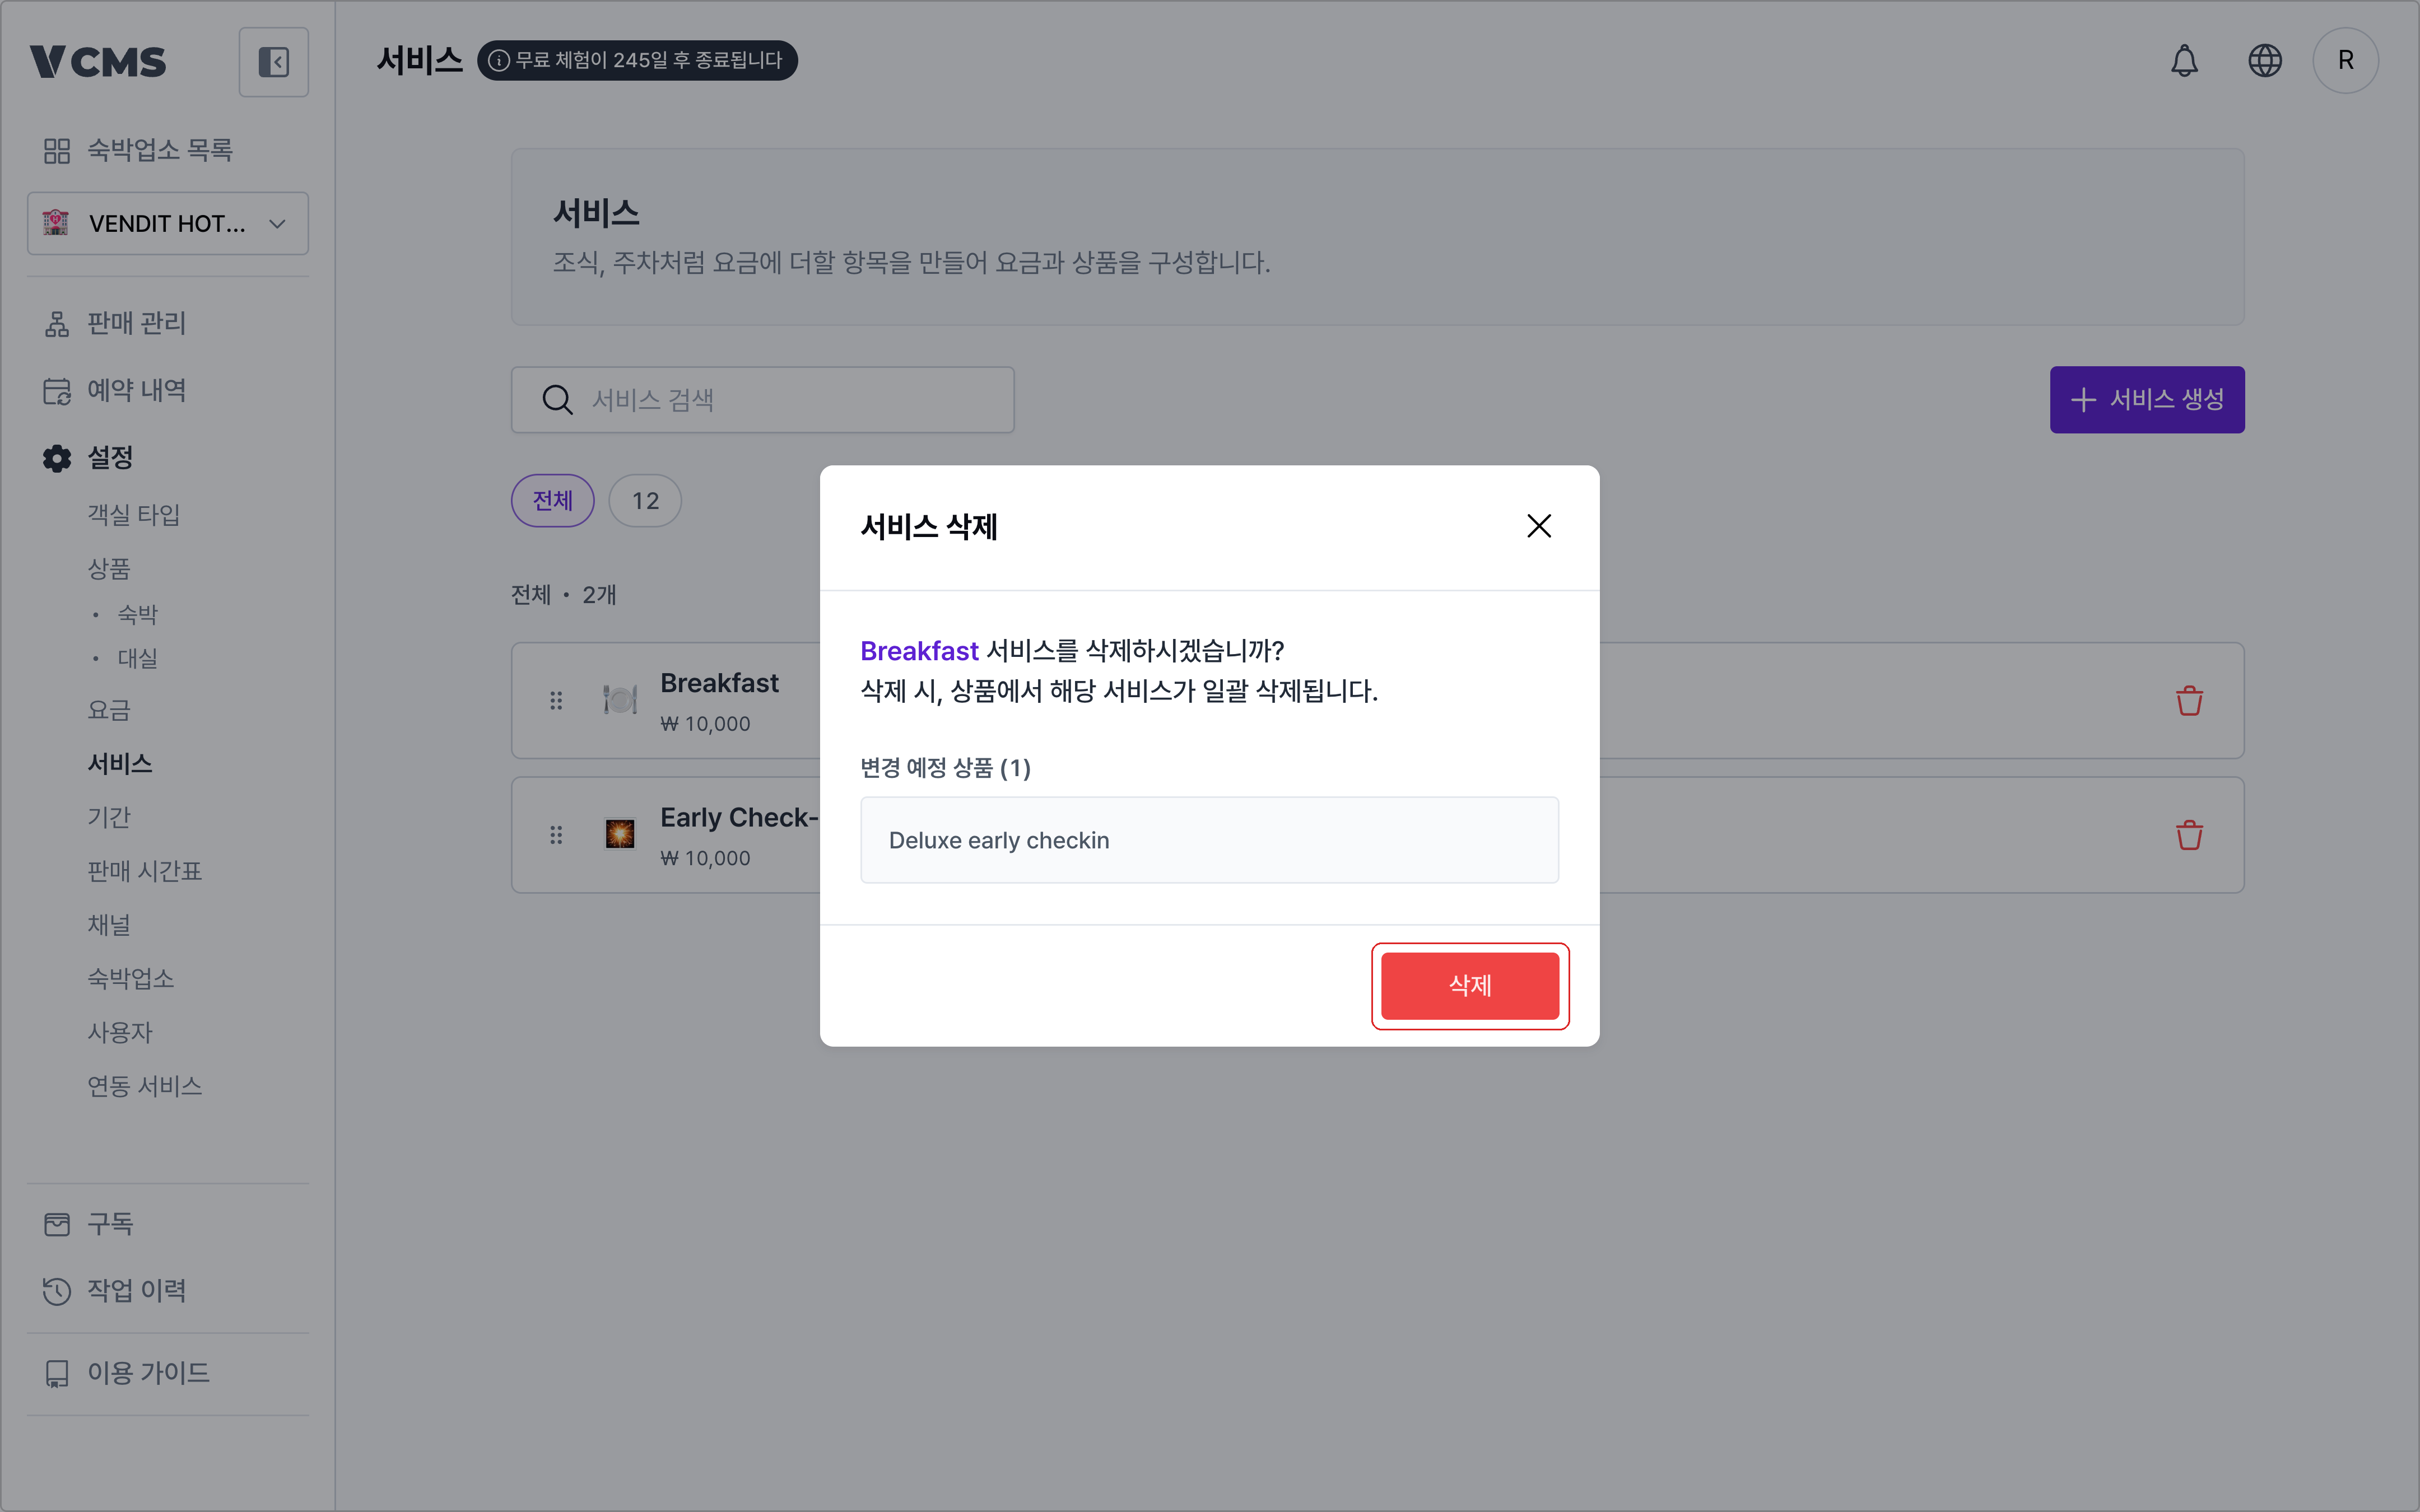 VCMS
숙박업소 목록
VENDIT HOT...
판매 관리
예약 내역
설정
객실 타입
상품
• 숙박
• 대실
요금
서비스
기간
판매 시간표
채널
숙박업소
사용자
연동 서비스
구독
작업 이력
이용 가이드
서비스
무료 체험이 245일 후 종료됩니다
R
서비스
조식, 주차처럼 요금에 더할 항목을 만들어 요금과 상품을 구성합니다.
서비스 검색
서비스 생성
전체
12
전체 • 2개
Breakfast
₩ 10,000
Early Check-
₩ 10,000
서비스 삭제
Breakfast 서비스를 삭제하시겠습니까?
삭제 시, 상품에서 해당 서비스가 일괄 삭제됩니다.
변경 예정 상품 (1)
Deluxe early checkin
삭제